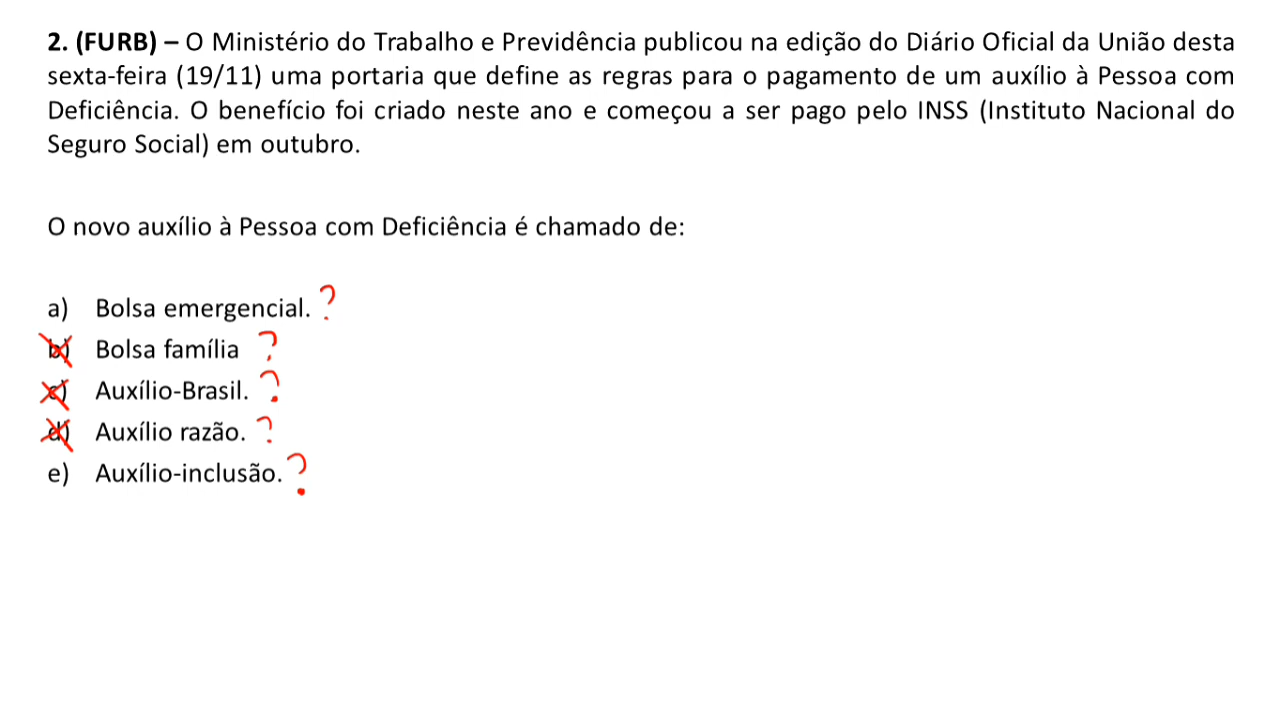 2. (FURB) – O Ministério do Trabalho e Previdência publicou na edição do Diário Oficial da União desta
sexta-feira (19/11) uma portaria que define as regras para o pagamento de um auxílio à Pessoa com
Deficiência. O benefício foi criado neste ano e começou a ser pago pelo INSS (Instituto Nacional do
Seguro Social) em outubro.
O novo auxílio à Pessoa com Deficiência é chamado de:
a) Bolsa emergencial. ?
b) Bolsa família ?
c) Auxílio-Brasil. ?
d) Auxílio razão. ?
e) Auxílio-inclusão. ?